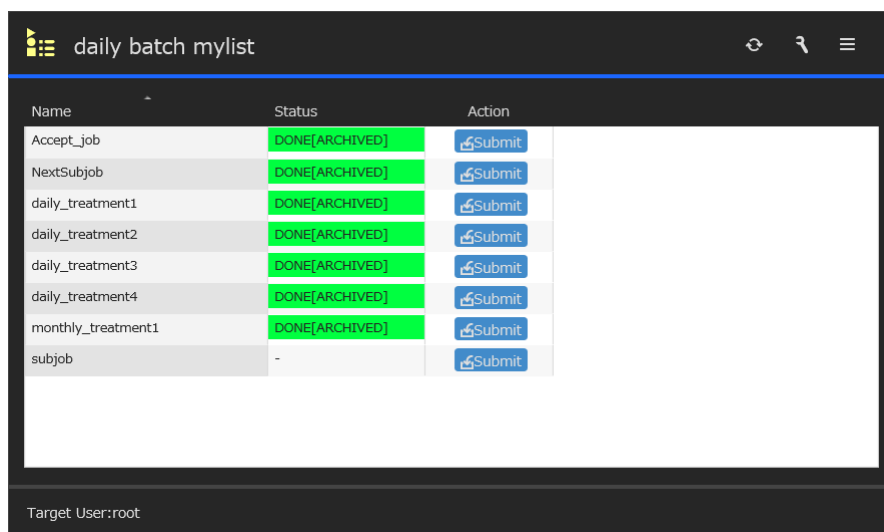 daily batch mylist
Name Status Action
Accept_job DONE[ARCHIVED] Submit
NextSubjob DONE[ARCHIVED] Submit
daily_treatment1 DONE[ARCHIVED] Submit
daily_treatment2 DONE[ARCHIVED] Submit
daily_treatment3 DONE[ARCHIVED] Submit
daily_treatment4 DONE[ARCHIVED] Submit
monthly_treatment1 DONE[ARCHIVED] Submit
subjob - Submit
Target User:root